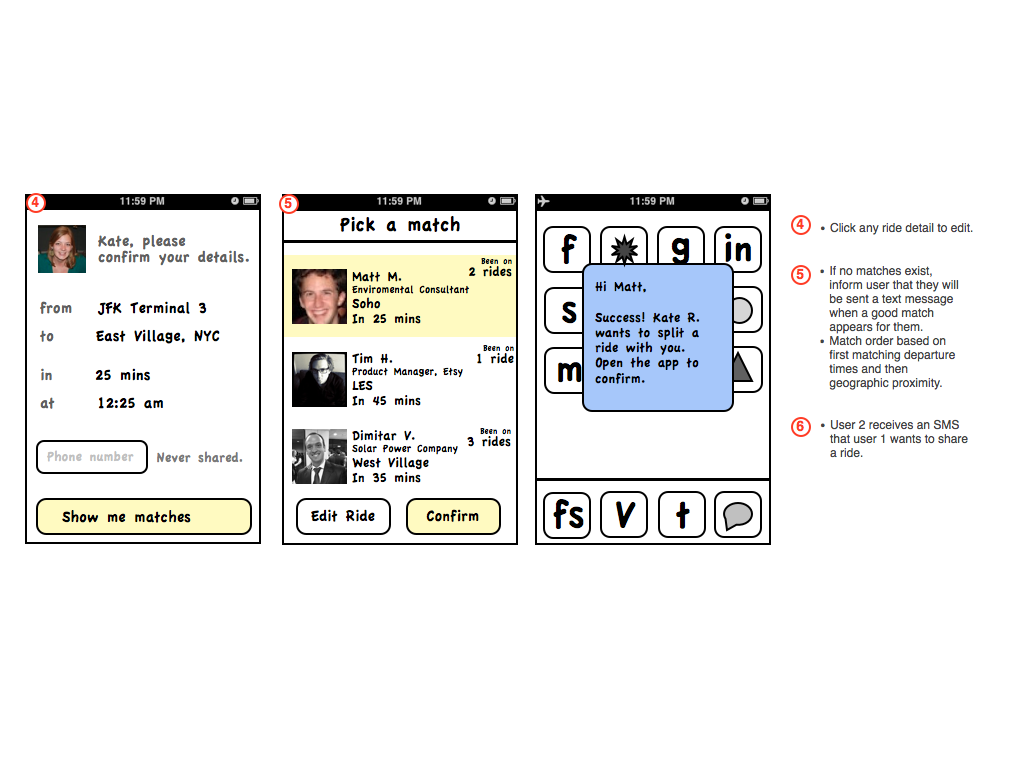 4
11:59 PM
Kate, please
confirm your details.
from JFK Terminal 3
to East Village, NYC
in 25 mins
at 12:25 am
Phone number Never shared.
Show me matches
5
11:59 PM
Pick a match
Been on
2 rides
Matt M.
Enviromental Consultant
Soho
In 25 mins
Been on
1 ride
Tim H.
Product Manager, Etsy
LES
In 45 mins
Been on
3 rides
Dimitar V.
Solar Power Company
West Village
In 35 mins
Edit Ride Confirm
11:59 PM
f g in
s
m
Hi Matt,
Success! Kate R.
wants to split a
ride with you.
Open the app to
confirm.
fs V t
4 • Click any ride detail to edit.
5 • If no matches exist,
inform user that they will
be sent a text message
when a good match
appears for them.
• Match order based on
first matching departure
times and then
geographic proximity.
6 • User 2 receives an SMS
that user 1 wants to share
a ride.